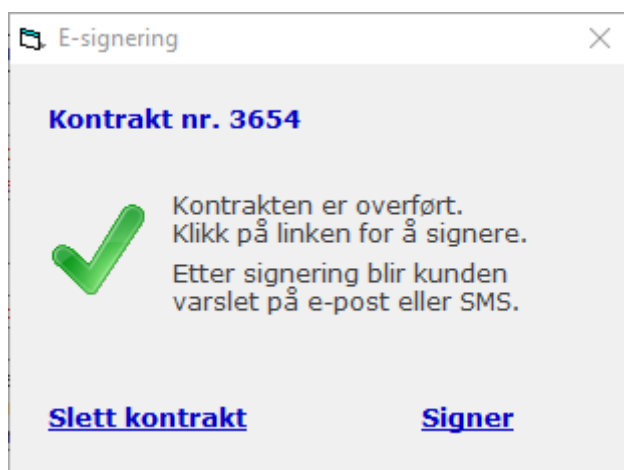 E-signering
Kontrakt nr. 3654
Kontrakten er overført.
Klikk på linken for å signere.
Etter signering blir kunden
varslet på e-post eller SMS.
Slett kontrakt
Signer